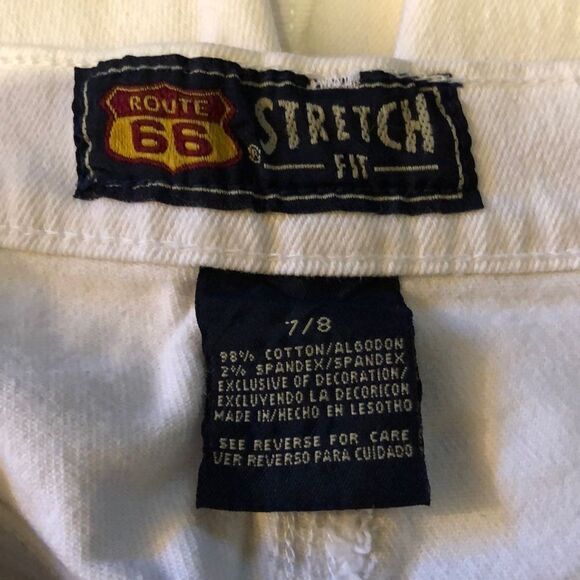 ROUTE
66
® STRETCH
FIT
7/8
98% COTTON/ALGODON
2% SPANDEX/SPANDEX
EXCLUSIVE OF DECORATION/
EXCLUYENDO LA DECORICON
MADE IN/HECHO EN LESOTHO
SEE REVERSE FOR CARE
VER REVERSO PARA CUIDADO